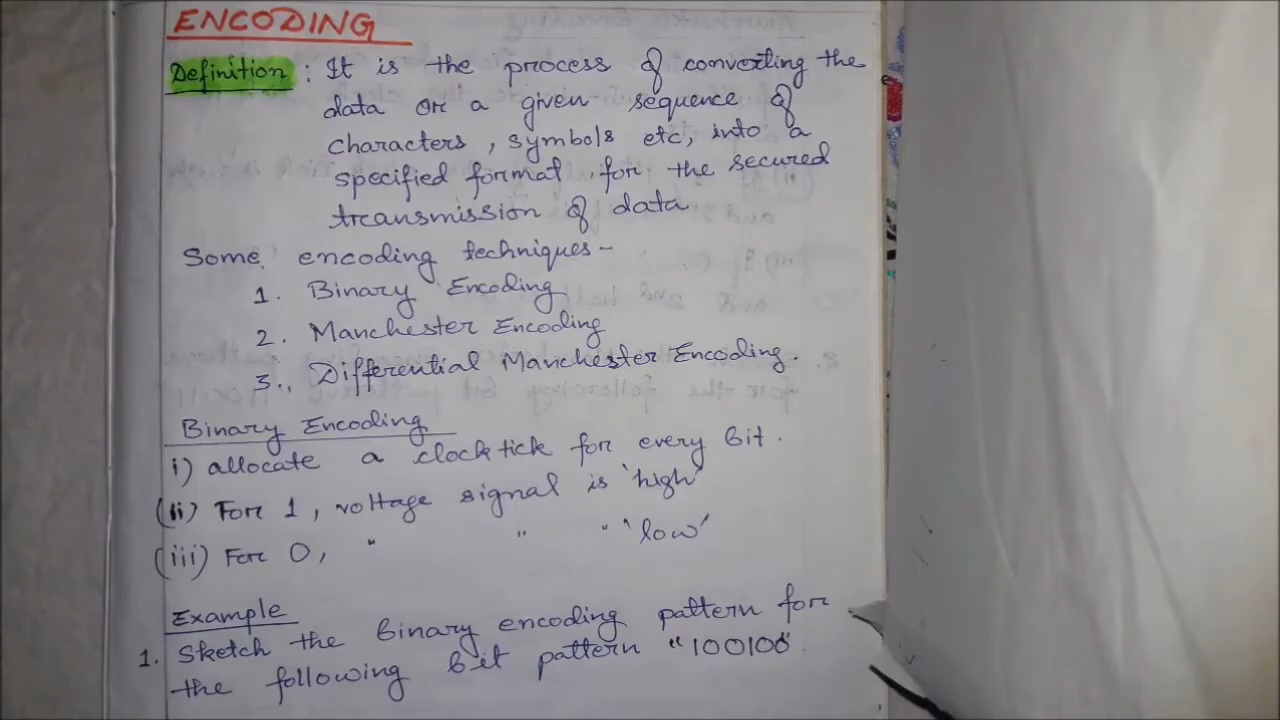 ENCODING
Definition : It is the process of converting the
data or a given sequence of
characters, symbols etc, into a
specified format, for the secured
transmission of data
Some encoding techniques-
1. Binary Encoding
2. Manchester Encoding
3.. Differential Manchester Encoding.
Binary Encoding
i) allocate a clock tick for every bit.
(ii) For 1, voltage signal is 'high'
(iii) For 0, " " " 'low'
Example
1. Sketch the binary encoding pattern for
the following bit pattern "100100".